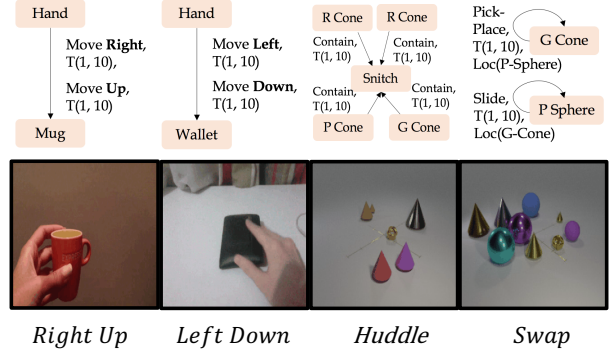 Hand
Move Right,
T(1, 10),
Move Up,
T(1, 10)
Mug
Hand
Move Left,
T(1, 10)
Move Down,
T(1, 10)
Wallet
R Cone
R Cone
Contain,
T(1, 10)
Contain,
T(1, 10)
Snitch
Contain,
T(1, 10)
Contain,
T(1, 10)
P Cone
G Cone
Pick-
Place,
T(1, 10),
Loc(P-Sphere)
G Cone
Slide,
T(1, 10),
Loc(G-Cone)
P Sphere
Right Up
Left Down
Huddle
Swap